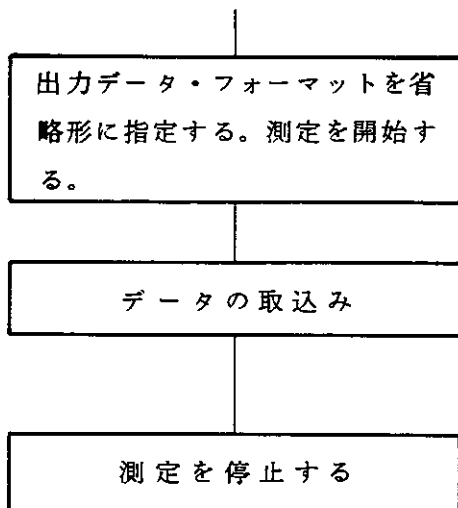 出力データ・フォーマットを省
略形に指定する。測定を開始す
る。
データの取込み
測定を停止する